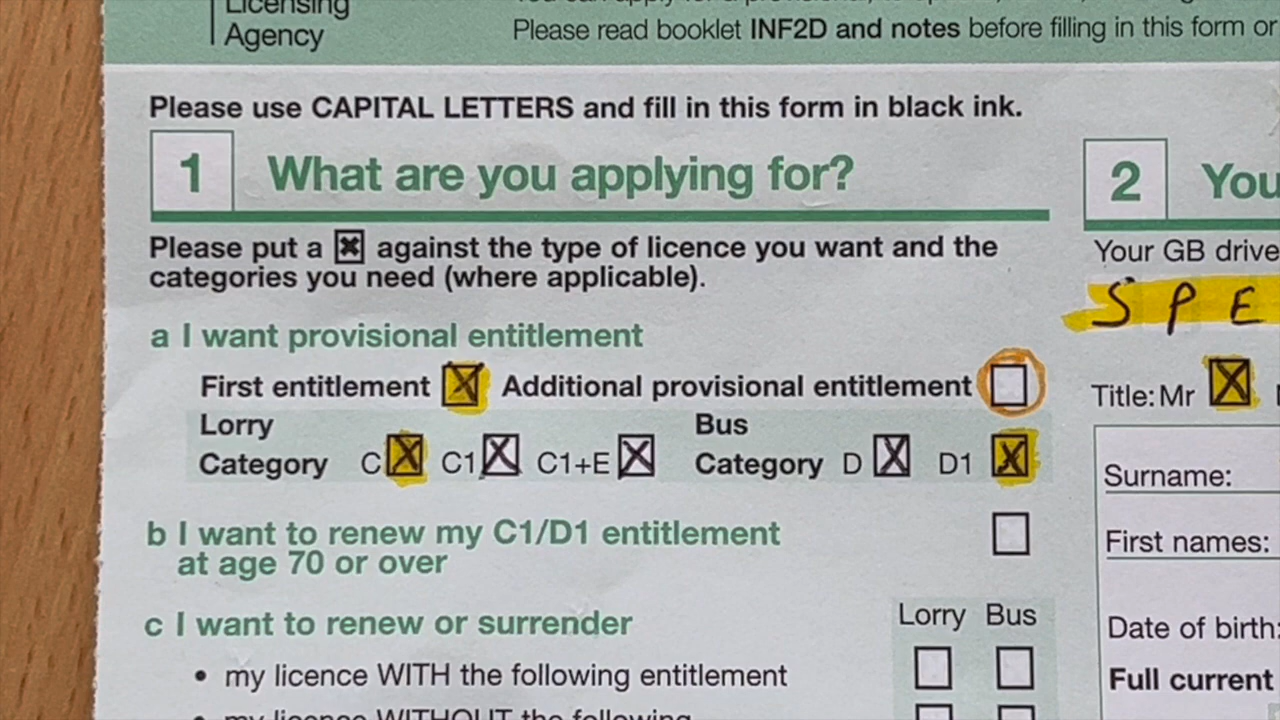 Licensing
Agency
Please read booklet INF2D and notes before filling in this form or
Please use CAPITAL LETTERS and fill in this form in black ink.
1 What are you applying for?
Please put a ☒ against the type of licence you want and the
categories you need (where applicable).
a I want provisional entitlement
First entitlement ☒ Additional provisional entitlement ☐
Lorry Bus
Category C ☒ C1 ☒ C1+E ☒ Category D ☒ D1 ☒
b I want to renew my C1/D1 entitlement ☐
at age 70 or over
c I want to renew or surrender Lorry Bus
• my licence WITH the following entitlement ☐ ☐
• my licence WITHOUT the following
2 You
Your GB drive
S P E
Title: Mr ☒
Surname:
First names:
Date of birth:
Full current